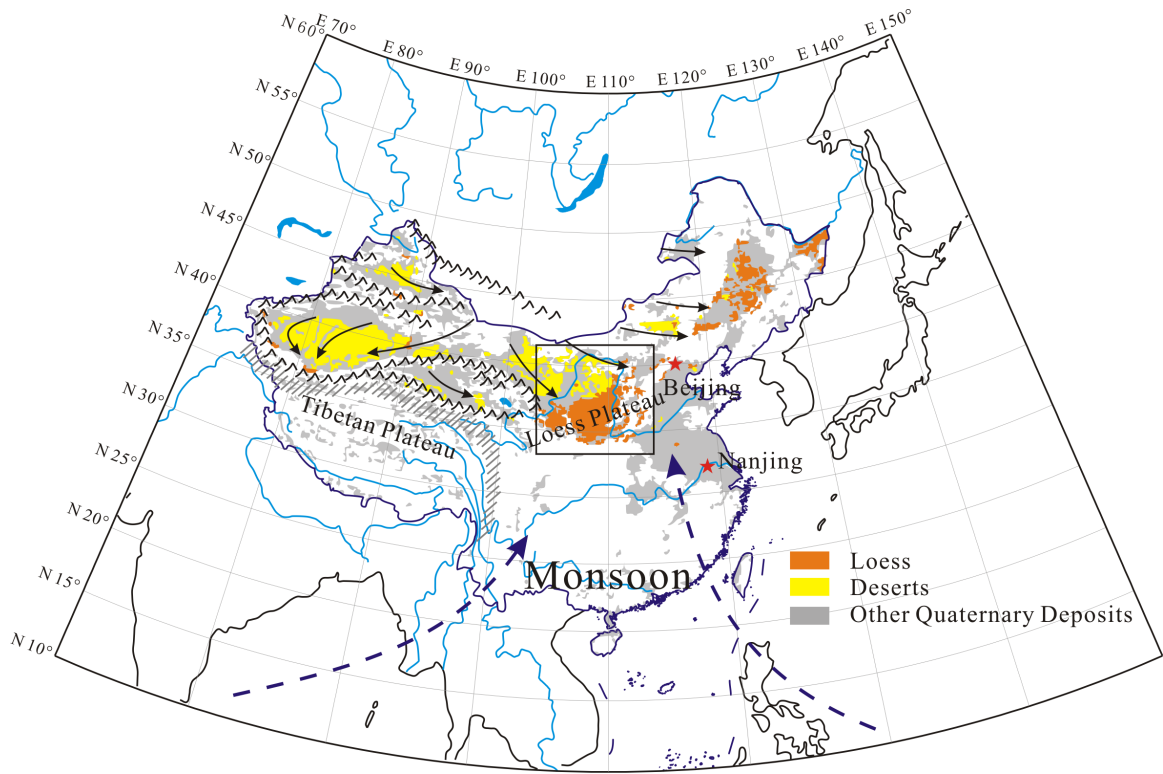 E 70°
E 80°
E 90°
E 100°
E 110°
E 120°
E 130°
E 140°
E 150°
N 60°
N 55°
N 50°
N 45°
N 40°
N 35°
N 30°
N 25°
N 20°
N 15°
N 10°
Beijing
Loess Plateau
Tibetan Plateau
Nanjing
Monsoon
Loess
Deserts
Other Quaternary Deposits